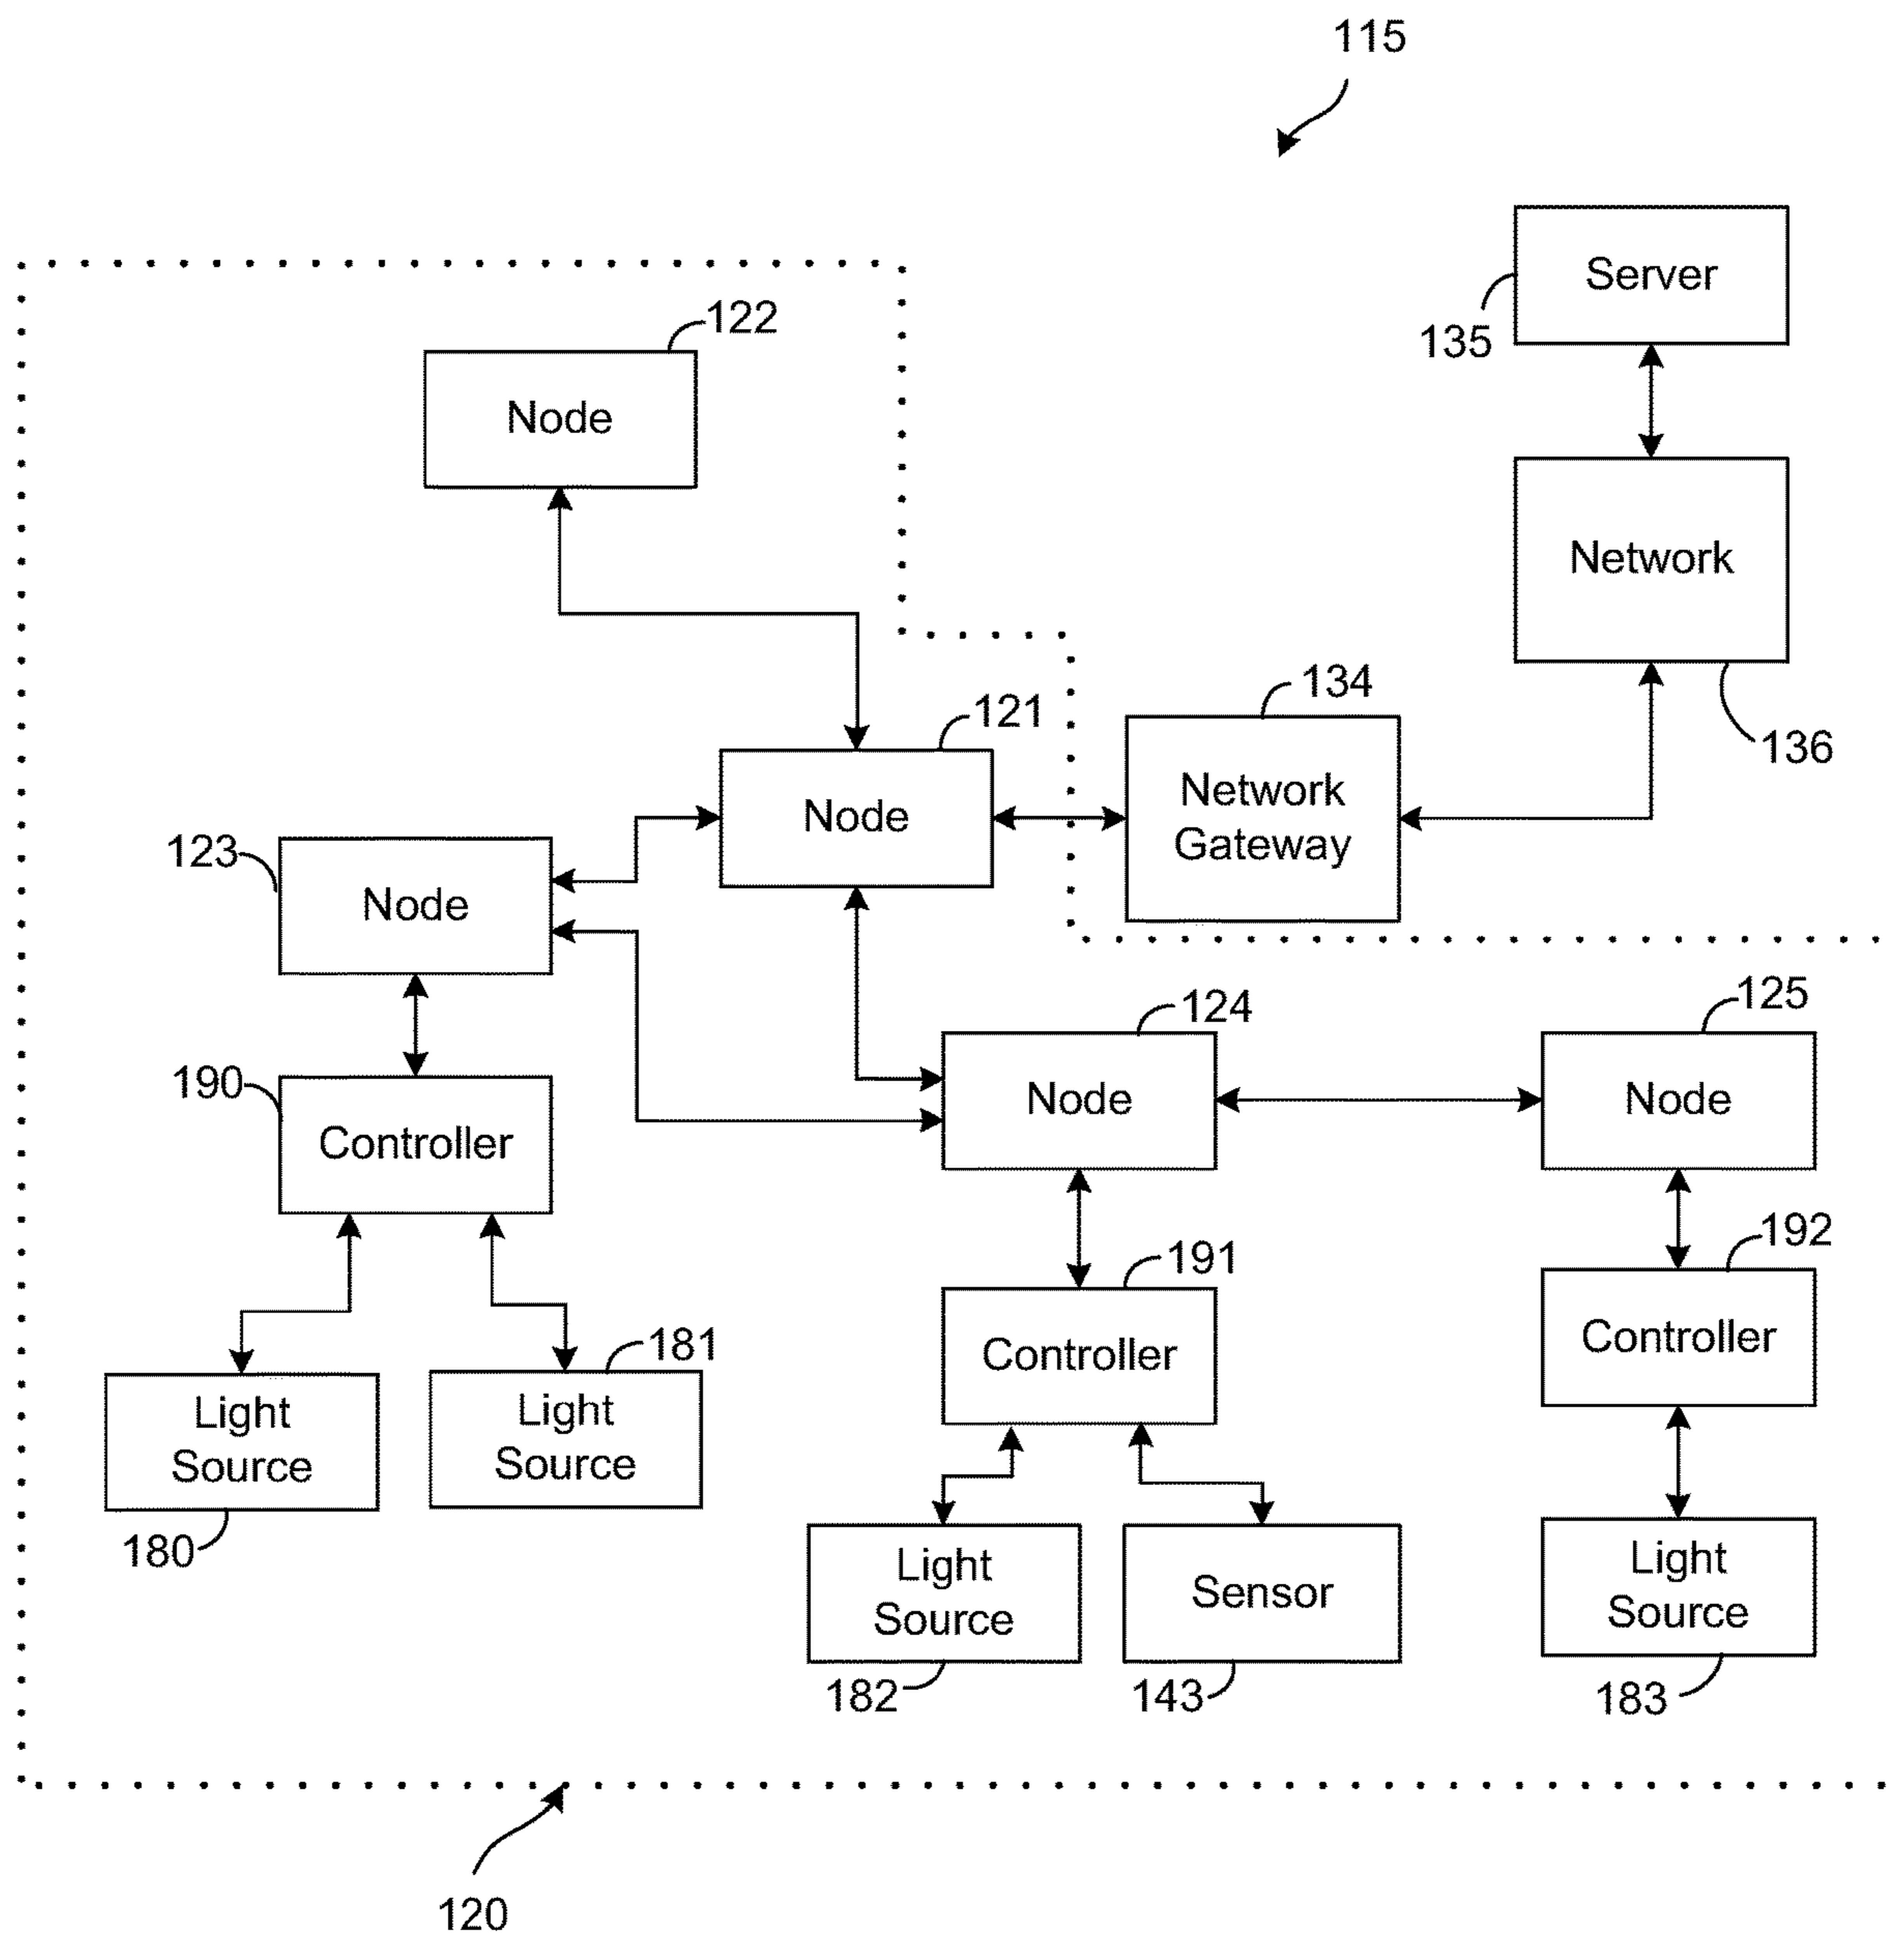 115
Server
135
122
Node
Network
136
134
Network
Gateway
121
Node
123
Node
124
Node
125
Node
190
Controller
191
Controller
192
Controller
Light
Source
180
181
Light
Source
Light
Source
182
Sensor
143
Light
Source
183
120